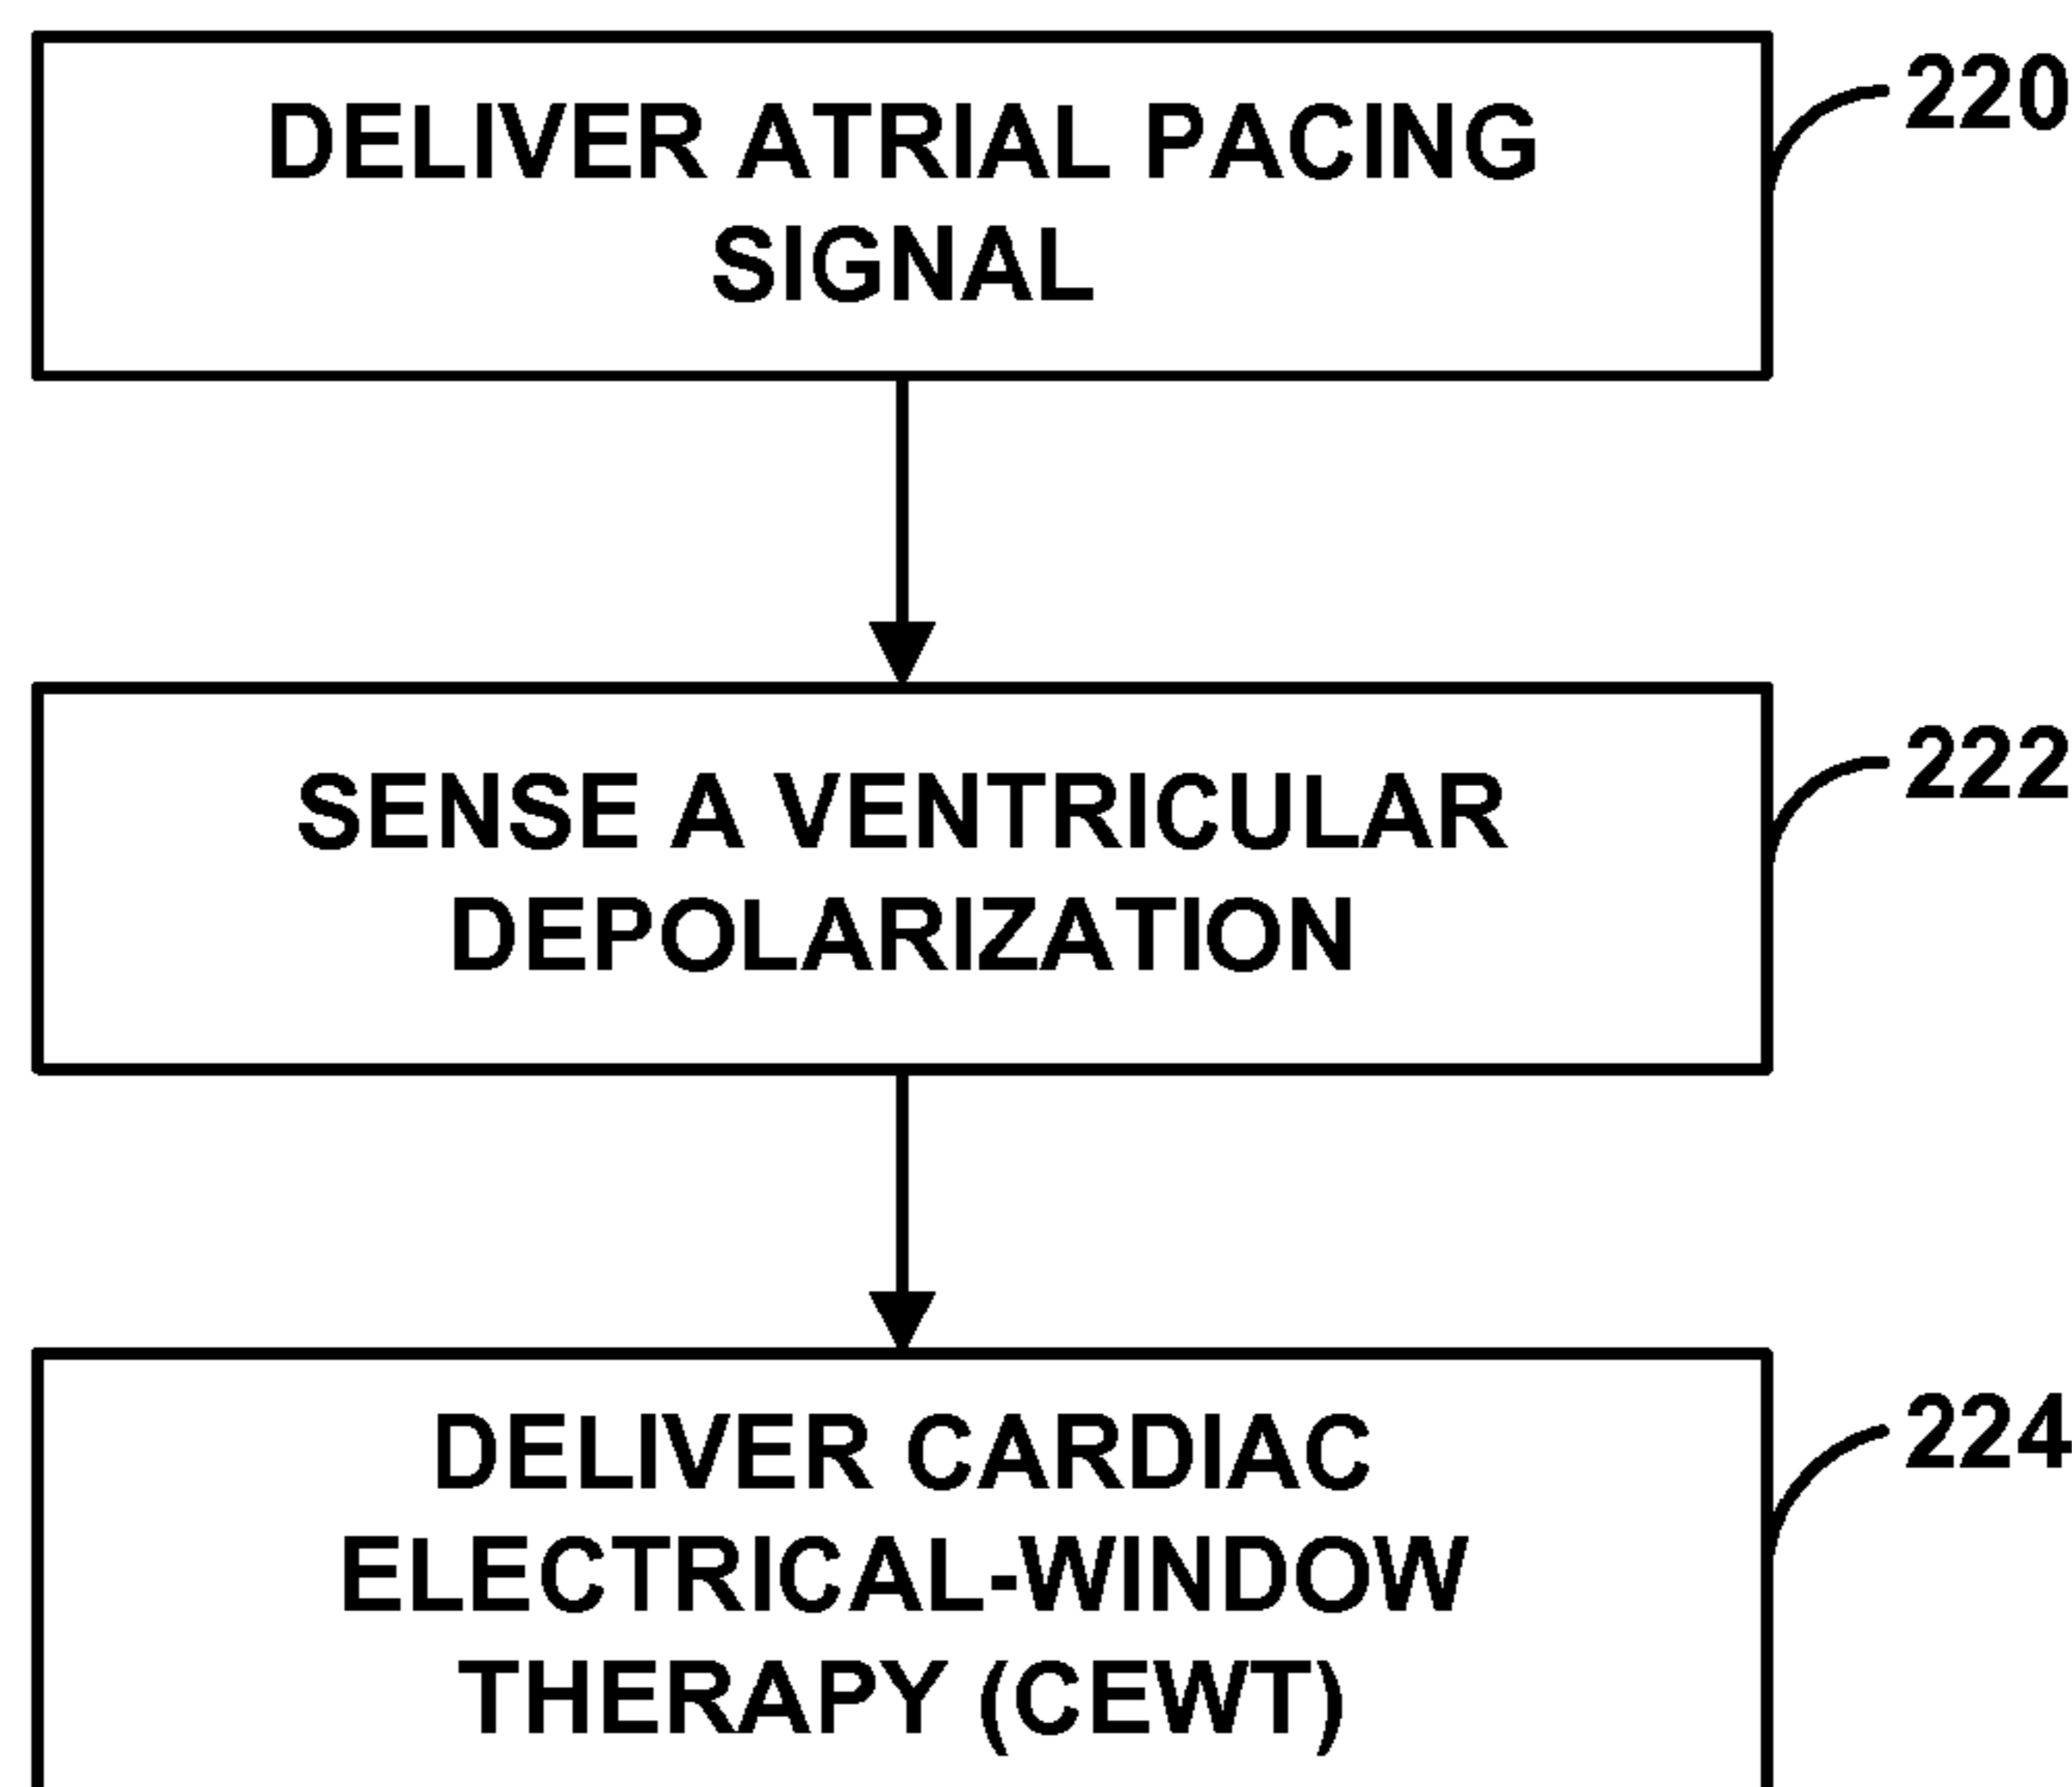 DELIVER ATRIAL PACING
SIGNAL
220
SENSE A VENTRICULAR
DEPOLARIZATION
222
DELIVER CARDIAC
ELECTRICAL-WINDOW
THERAPY (CEWT)
224